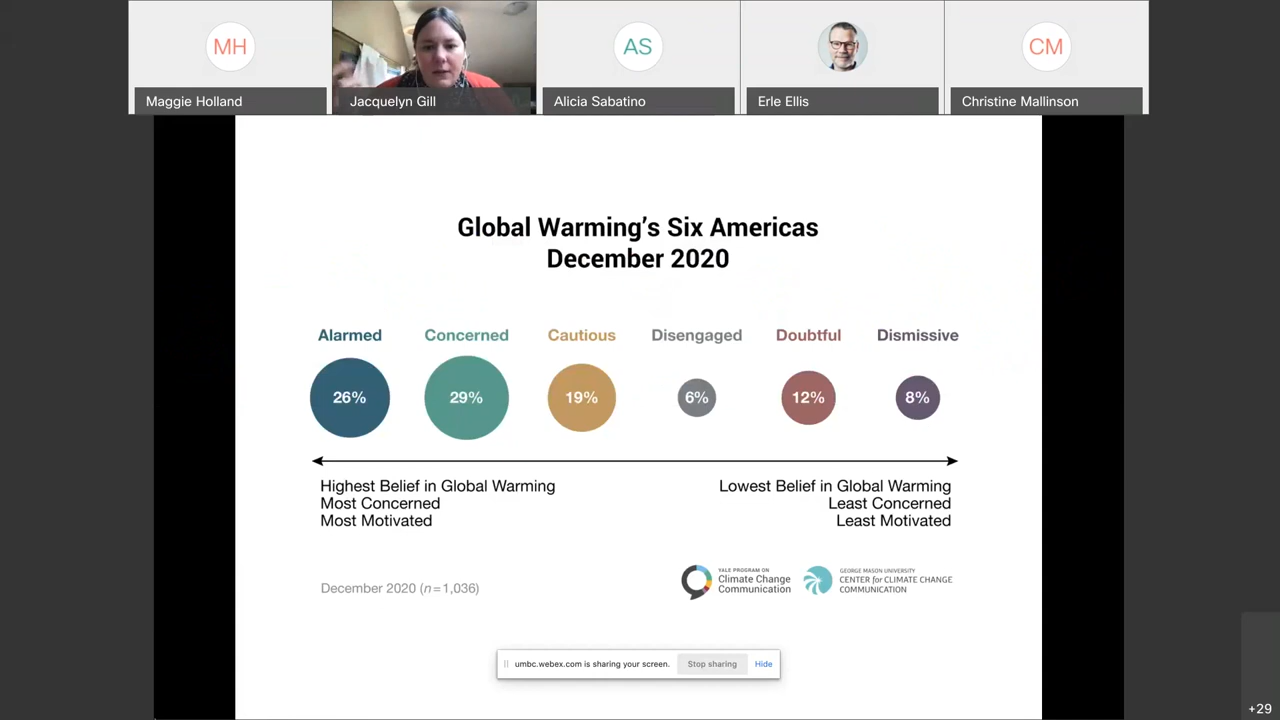 MH
AS
CM
Maggie Holland
Jacquelyn Gill
Alicia Sabatino
Erle Ellis
Christine Mallinson
Global Warming's Six Americas
December 2020
Alarmed Concerned Cautious Disengaged Doubtful Dismissive
26% 29% 19% 6% 12% 8%
Highest Belief in Global Warming
Most Concerned
Most Motivated
Lowest Belief in Global Warming
Least Concerned
Least Motivated
December 2020 (n=1,036)
YALE PROGRAM ON
Climate Change
Communication
GEORGE MASON UNIVERSITY
CENTER for CLIMATE CHANGE
COMMUNICATION
umbc.webex.com is sharing your screen. Stop sharing Hide
+29